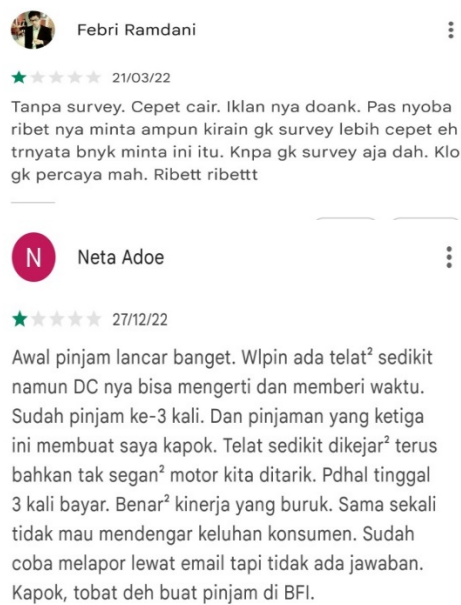 Febri Ramdani
21/03/22
Tanpa survey. Cepet cair. Iklan nya doank. Pas nyoba
ribet nya minta ampun kirain gk survey lebih cepet eh
trnyata bnyk minta ini itu. Knpa gk survey aja dah. Klo
gk percaya mah. Ribett ribettt
N
Neta Adoe
27/12/22
Awal pinjam lancar banget. Wlpin ada telat² sedikit
namun DC nya bisa mengerti dan memberi waktu.
Sudah pinjam ke-3 kali. Dan pinjaman yang ketiga
ini membuat saya kapok. Telat sedikit dikejar² terus
bahkan tak segan² motor kita ditarik. Pdhal tinggal
3 kali bayar. Benar² kinerja yang buruk. Sama sekali
tidak mau mendengar keluhan konsumen. Sudah
coba melapor lewat email tapi tidak ada jawaban.
Kapok, tobat deh buat pinjam di BFI.